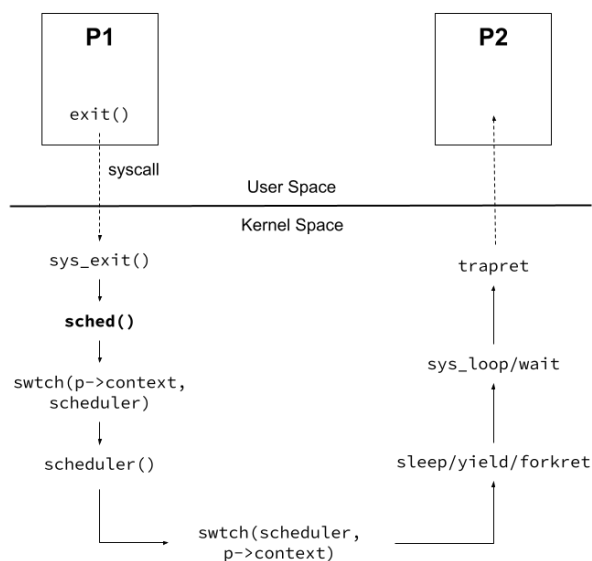 P1
exit()
syscall
P2
User Space
Kernel Space
sys_exit()
sched()
swtch(p->context,
scheduler)
scheduler()
swtch(scheduler,
p->context)
sleep/yield/forkret
sys_loop/wait
trapret